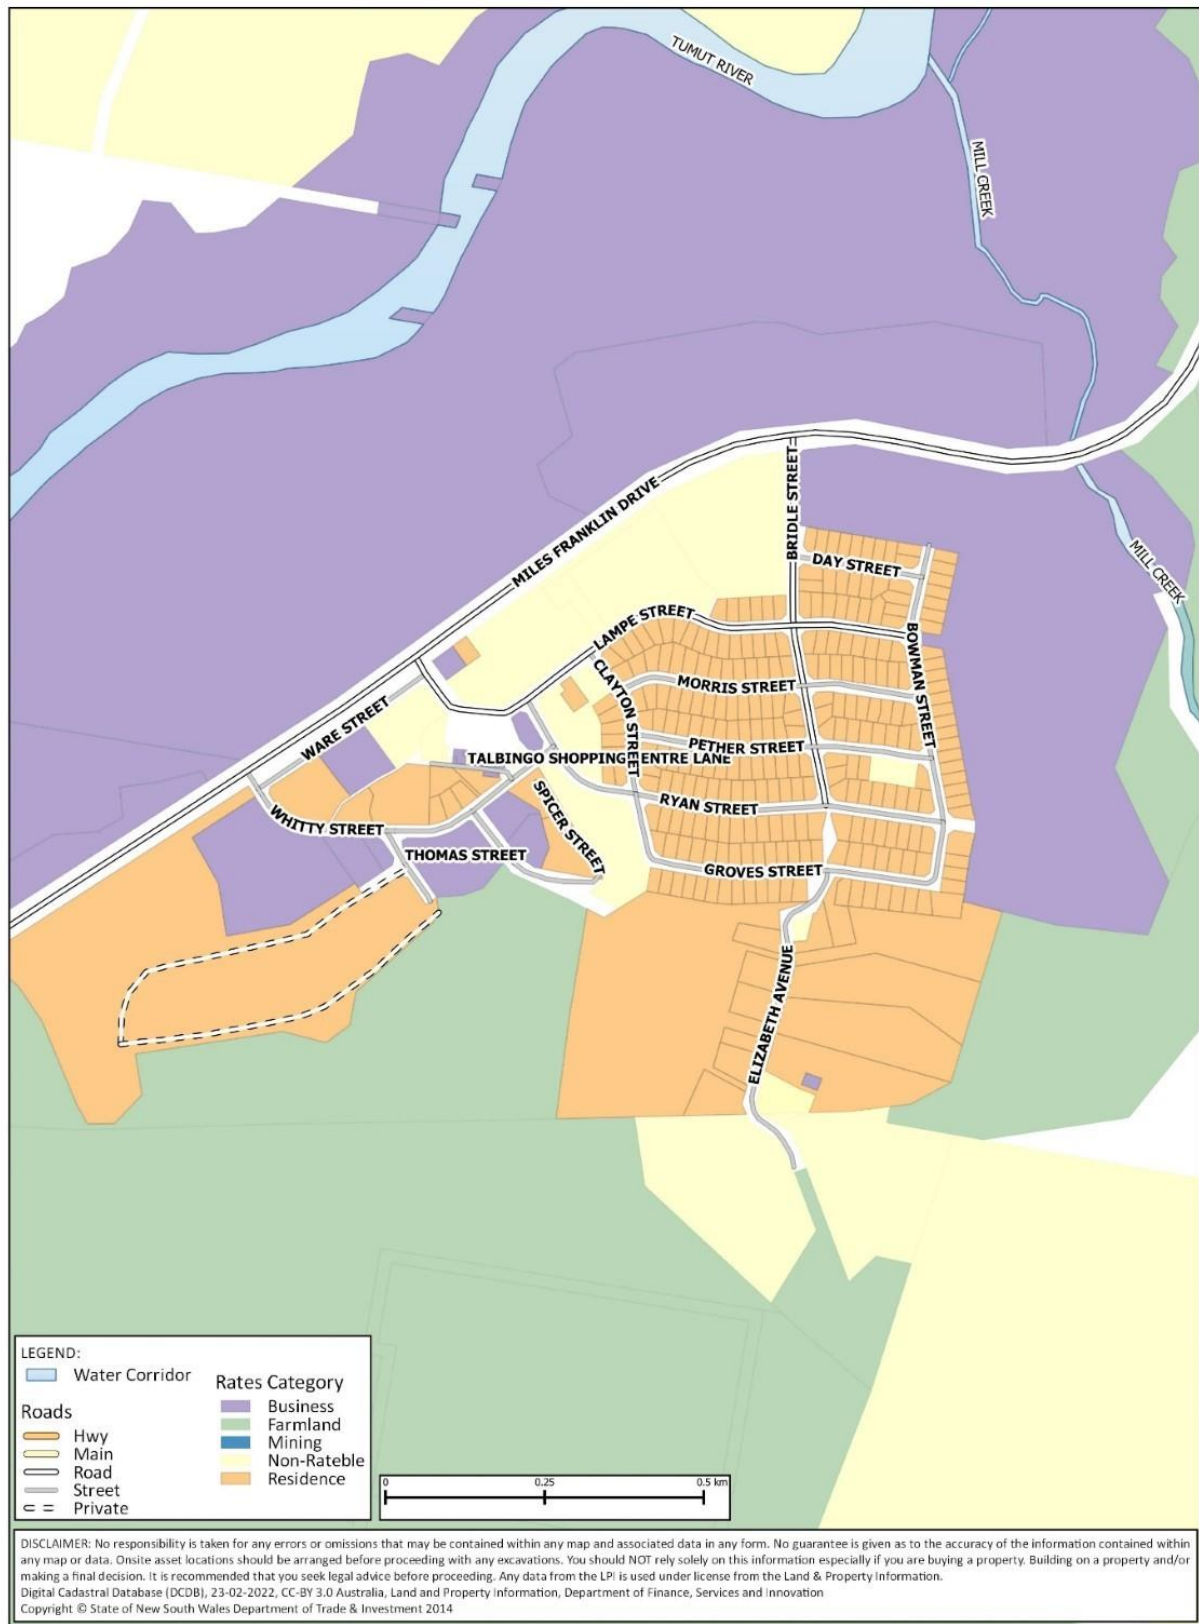 TUMUT RIVER
MILL CREEK
MILES FRANKLIN DRIVE
BRIDLE STREET
DAY STREET
MILL CREEK
LAMPE STREET
BOWMAN STREET
CLAYTON STREET
MORRIS STREET
WARE STREET
PETHER STREET
TALBINGO SHOPPING ENTRE LANE
SPICER STREET
RYAN STREET
WHITTY STREET
THOMAS STREET
GROVES STREET
ELIZABETH AVENUE
LEGEND:
Water Corridor
Roads
Hwy
Main
Road
Street
Private
Rates Category
Business
Farmland
Mining
Non-Rateble
Residence
0 0.25 0.5 km
DISCLAIMER: No responsibility is taken for any errors or omissions that may be contained within any map and associated data in any form. No guarantee is given as to the accuracy of the information contained within
any map or data. Onsite asset locations should be arranged before proceeding with any excavations. You should NOT rely solely on this information especially if you are buying a property. Building on a property and/or
making a final decision. It is recommended that you seek legal advice before proceeding. Any data from the LPI is used under license from the Land & Property Information.
Digital Cadastral Database (DCDB), 23-02-2022, CC-BY 3.0 Australia, Land and Property Information, Department of Finance, Services and Innovation
Copyright © State of New South Wales Department of Trade & Investment 2014